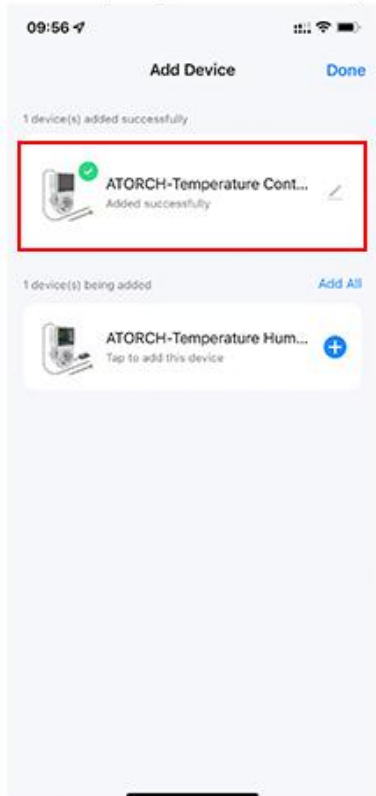 09:56
Add Device
Done
1 device(s) added successfully
ATORCH-Temperature Cont...
Added successfully
1 device(s) being added
Add All
ATORCH-Temperature Hum...
Tap to add this device